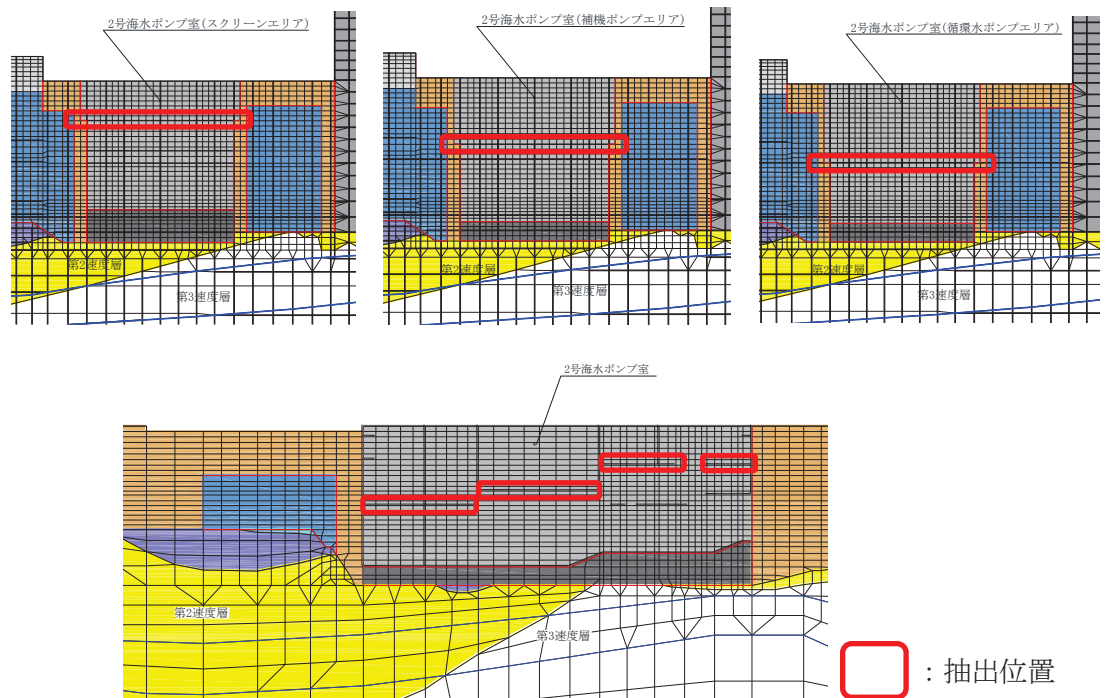 2号海水ポンプ室(スクリーンエリア)
2号海水ポンプ室(補機ポンプエリア)
2号海水ポンプ室(循環水ポンプエリア)
第2速度層
第3速度層
第2速度層
第3速度層
第2速度層
第3速度層
2号海水ポンプ室
第2速度層
第3速度層
：抽出位置